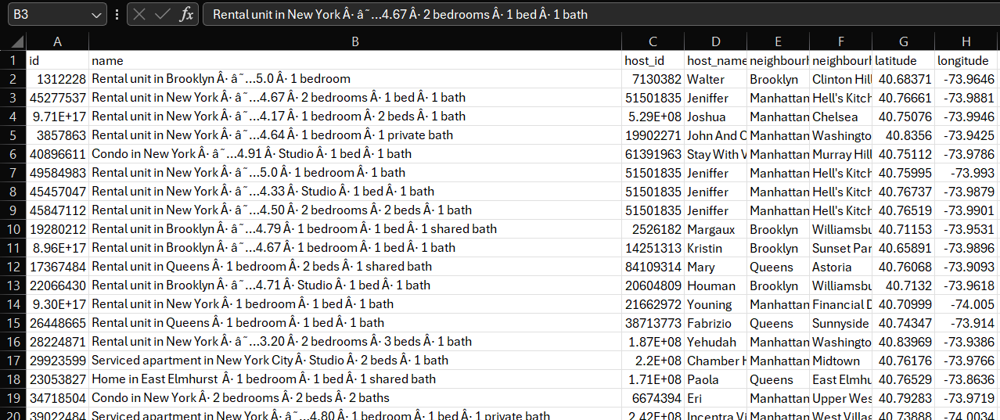 B3 fx Rental unit in New York Â· â˜…4.67 Â· 2 bedrooms Â· 1 bed Â· 1 bath
A B C D E F G H
1 id name host_id host_name neighbourh neighbourh latitude longitude
2 1312228 Rental unit in Brooklyn Â· â˜…5.0 Â· 1 bedroom 7130382 Walter Brooklyn Clinton Hill 40.68371 -73.9646
3 45277537 Rental unit in New York Â· â˜…4.67 Â· 2 bedrooms Â· 1 bed Â· 1 bath 51501835 Jeniffer Manhattan Hell's Kitch 40.76661 -73.9881
4 9.71E+17 Rental unit in New York Â· â˜…4.17 Â· 1 bedroom Â· 2 beds Â· 1 bath 5.29E+08 Joshua Manhattan Chelsea 40.75076 -73.9946
5 3857863 Rental unit in New York Â· â˜…4.64 Â· 1 bedroom Â· 1 private bath 19902271 John And C Manhattan Washingto 40.8356 -73.9425
6 40896611 Condo in New York Â· â˜…4.91 Â· Studio Â· 1 bed Â· 1 bath 61391963 Stay With V Manhattan Murray Hill 40.75112 -73.9786
7 49584983 Rental unit in New York Â· â˜…5.0 Â· 1 bedroom Â· 1 bath 51501835 Jeniffer Manhattan Hell's Kitch 40.75995 -73.993
8 45457047 Rental unit in New York Â· â˜…4.33 Â· Studio Â· 1 bed Â· 1 bath 51501835 Jeniffer Manhattan Hell's Kitch 40.76737 -73.9879
9 45847112 Rental unit in New York Â· â˜…4.50 Â· 2 bedrooms Â· 2 beds Â· 1 bath 51501835 Jeniffer Manhattan Hell's Kitch 40.76519 -73.9901
10 19280212 Rental unit in Brooklyn Â· â˜…4.79 Â· 1 bedroom Â· 1 bed Â· 1 shared bath 2526182 Margaux Brooklyn Williamsbu 40.71153 -73.9531
11 8.96E+17 Rental unit in Brooklyn Â· â˜…4.67 Â· 1 bedroom Â· 1 bed Â· 1 bath 14251313 Kristin Brooklyn Sunset Par 40.65891 -73.9896
12 17367484 Rental unit in Queens Â· 1 bedroom Â· 2 beds Â· 1 shared bath 84109314 Mary Queens Astoria 40.76068 -73.9093
13 22066430 Rental unit in Brooklyn Â· â˜…4.71 Â· Studio Â· 1 bed Â· 1 bath 20604809 Houman Brooklyn Williamsbu 40.7132 -73.9618
14 9.30E+17 Rental unit in New York Â· 1 bedroom Â· 1 bed Â· 1 bath 21662972 Youning Manhattan Financial D 40.70999 -74.005
15 26448665 Rental unit in Queens Â· 1 bedroom Â· 1 bed Â· 1 bath 38713773 Fabrizio Queens Sunnyside 40.74347 -73.914
16 28224871 Rental unit in New York Â· â˜…3.20 Â· 2 bedrooms Â· 3 beds Â· 1 bath 1.87E+08 Yehudah Manhattan Washingto 40.83969 -73.9386
17 29923599 Serviced apartment in New York City Â· Studio Â· 2 beds Â· 1 bath 2.2E+08 Chamber H Manhattan Midtown 40.76176 -73.9766
18 23053827 Home in East Elmhurst Â· 1 bedroom Â· 1 bed Â· 1 shared bath 1.71E+08 Paola Queens East Elmhu 40.76529 -73.8636
19 34718504 Condo in New York Â· 2 bedrooms Â· 2 beds Â· 2 baths 6674394 Eri Manhattan Upper Wes 40.79283 -73.9719
20 39022484 Serviced apartment in New York Â· â˜…4.80 Â· 1 bedroom Â· 1 bed Â· 1 private bath 2.42E+08 Incentra Vi Manhattan West Villag 40.73888 -74.0034